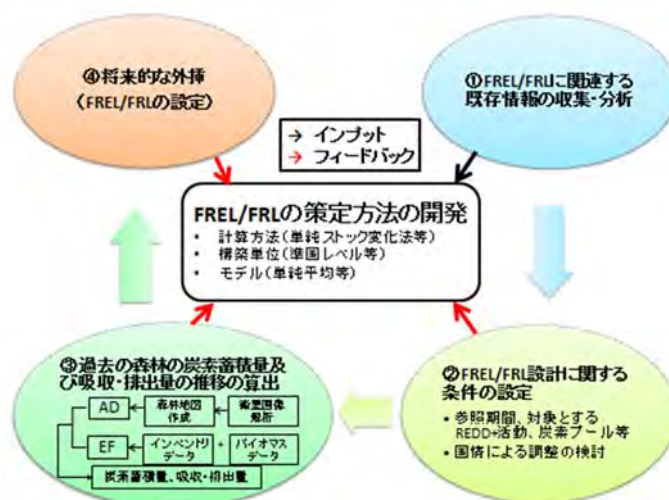 ④将来的な外挿
(FREL/FRLの設定)
①FREL/FRLに関連する
既存情報の収集・分析
→ インプット
→ フィードバック
FREL/FRLの策定方法の開発
• 計算方法(単純ストック変化法等)
• 構築単位(準国レベル等)
• モデル(単純平均等)
③過去の森林の炭素蓄積量及
び吸収・排出量の推移の算出
AD
森林地図
作成
衛星画像
解析
EF
インベントリ
データ
+
バイオマス
データ
炭素蓄積量、吸収・排出量
②FREL/FRL設計に関する
条件の設定
• 参照期間、対象とする
REDD+活動、炭素プール等
• 国情による調整の検討